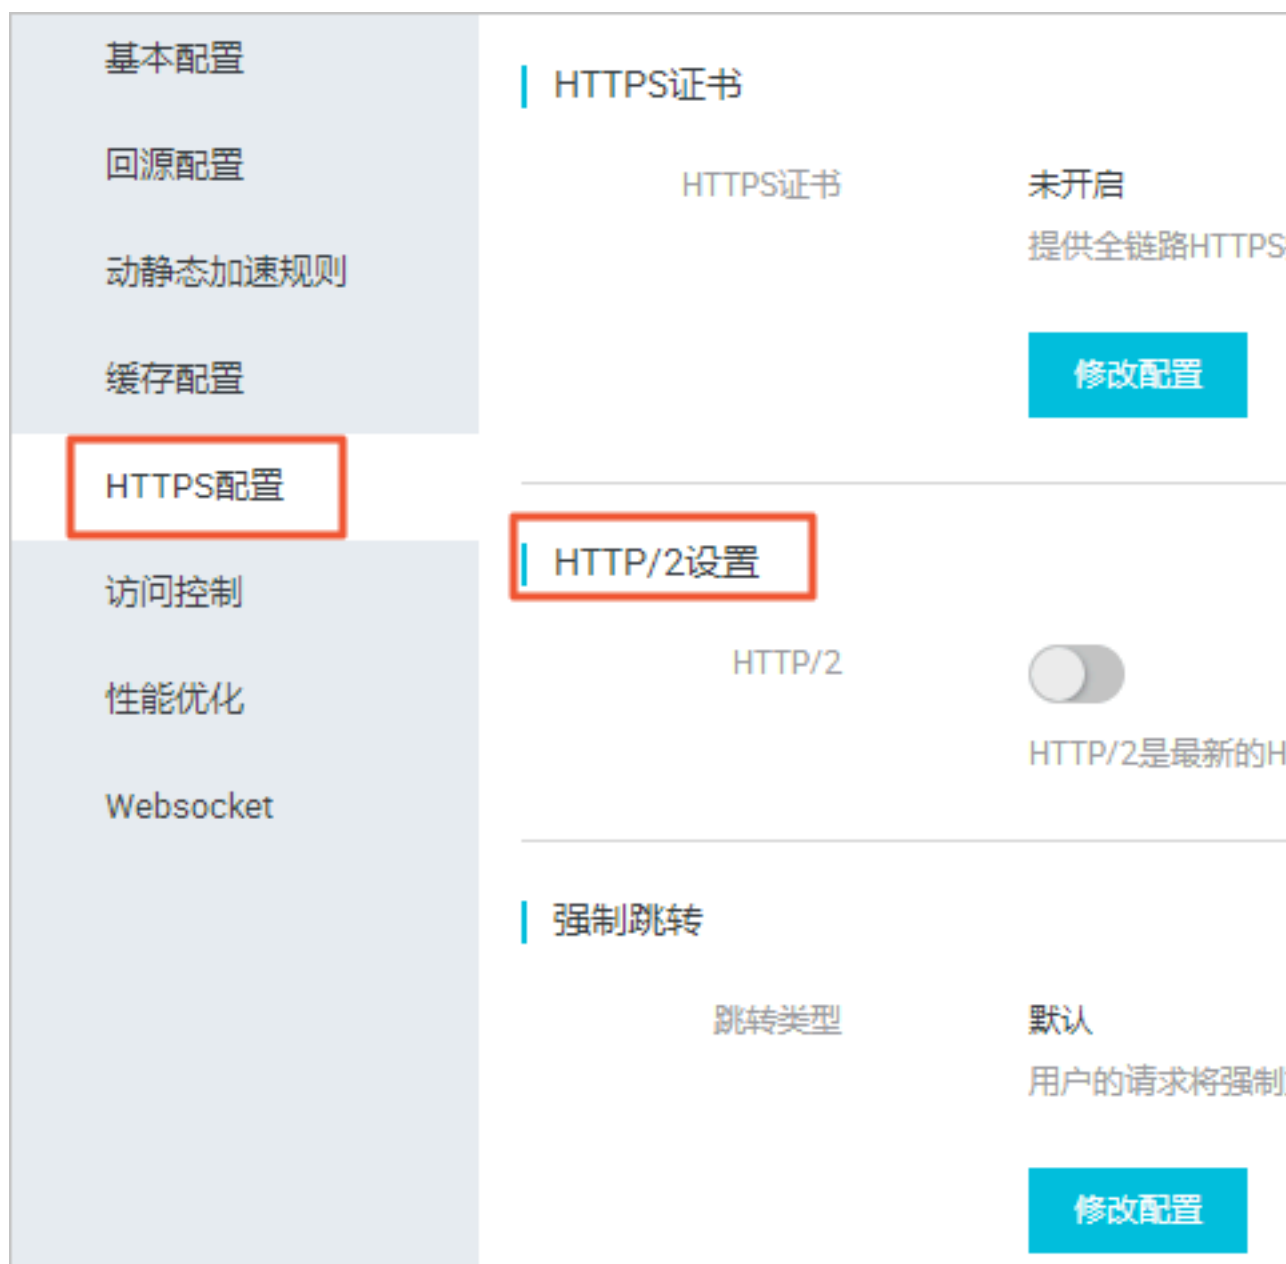 基本配置
回源配置
动静态加速规则
缓存配置
HTTPS配置
访问控制
性能优化
Websocket
HTTPS证书
HTTPS证书
未开启
提供全链路HTTPS
修改配置
HTTP/2设置
HTTP/2
HTTP/2是最新的H
强制跳转
跳转类型
默认
用户的请求将强制
修改配置